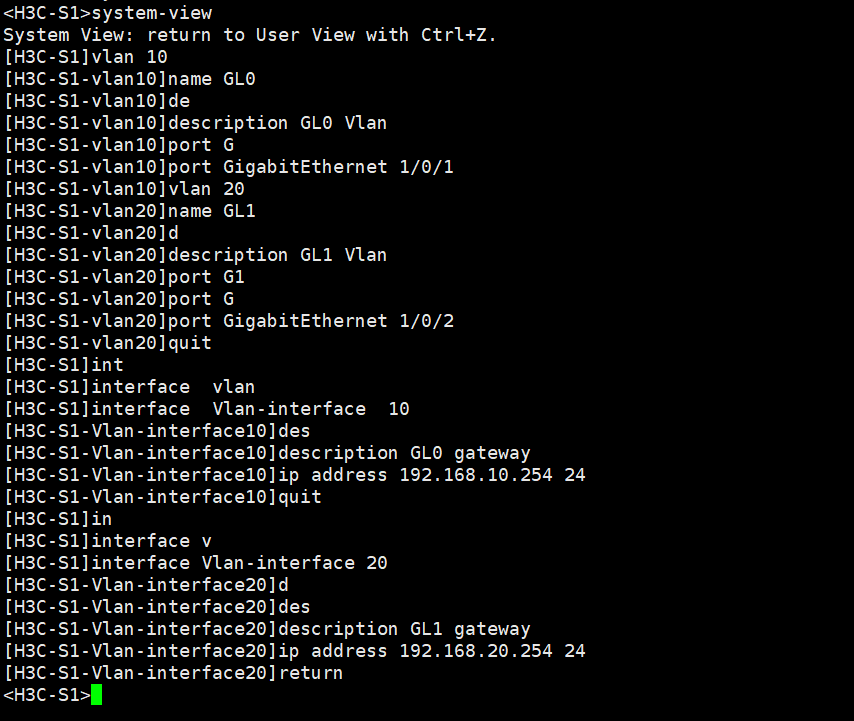 <H3C-S1>system-view
System View: return to User View with Ctrl+Z.
[H3C-S1]vlan 10
[H3C-S1-vlan10]name GL0
[H3C-S1-vlan10]de
[H3C-S1-vlan10]description GL0 Vlan
[H3C-S1-vlan10]port G
[H3C-S1-vlan10]port GigabitEthernet 1/0/1
[H3C-S1-vlan10]vlan 20
[H3C-S1-vlan20]name GL1
[H3C-S1-vlan20]d
[H3C-S1-vlan20]description GL1 Vlan
[H3C-S1-vlan20]port G1
[H3C-S1-vlan20]port G
[H3C-S1-vlan20]port GigabitEthernet 1/0/2
[H3C-S1-vlan20]quit
[H3C-S1]int
[H3C-S1]interface  vlan
[H3C-S1]interface  Vlan-interface  10
[H3C-S1-Vlan-interface10]des
[H3C-S1-Vlan-interface10]description GL0 gateway
[H3C-S1-Vlan-interface10]ip address 192.168.10.254 24
[H3C-S1-Vlan-interface10]quit
[H3C-S1]in
[H3C-S1]interface v
[H3C-S1]interface Vlan-interface 20
[H3C-S1-Vlan-interface20]d
[H3C-S1-Vlan-interface20]des
[H3C-S1-Vlan-interface20]description GL1 gateway
[H3C-S1-Vlan-interface20]ip address 192.168.20.254 24
[H3C-S1-Vlan-interface20]return
<H3C-S1>